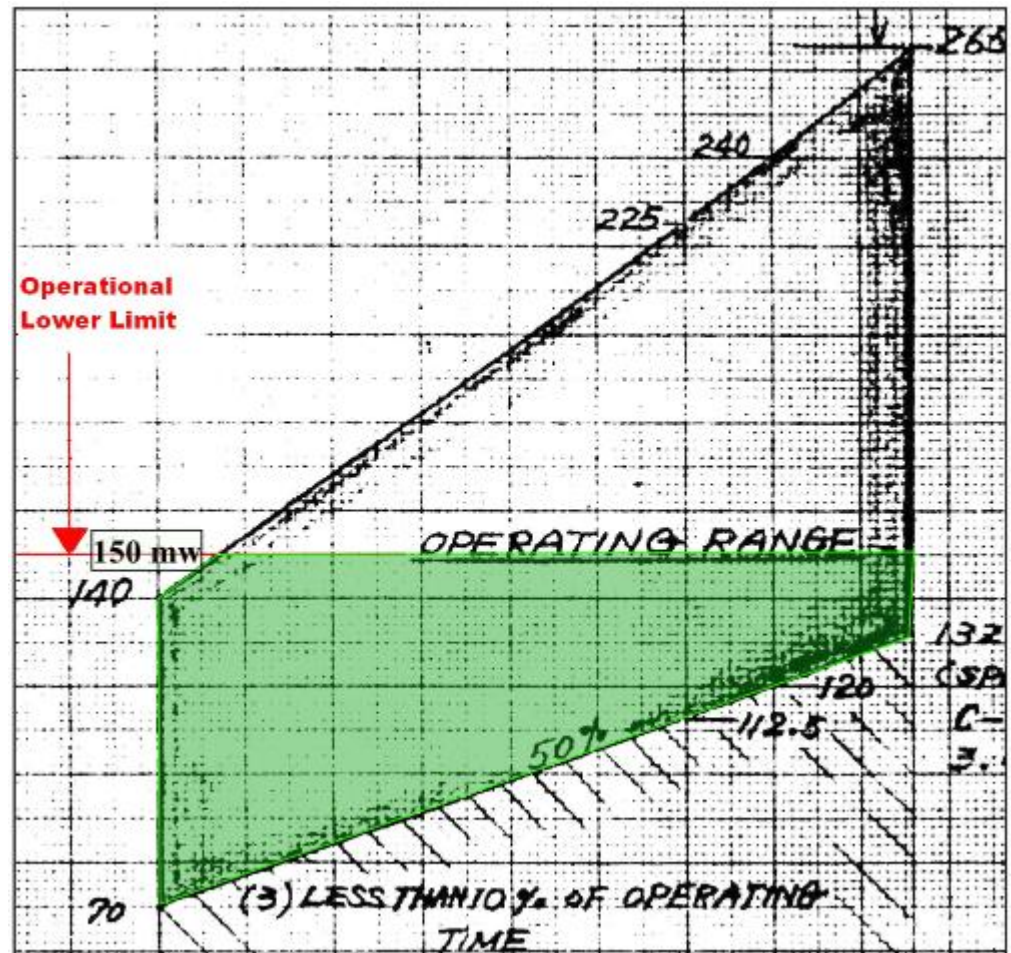 240
225
Operational
Lower Limit
150 mw
OPERATING RANGE
140
132
120
112.5
50%
C-
3.
70
(3) LESS THAN 10% OF OPERATING
TIME